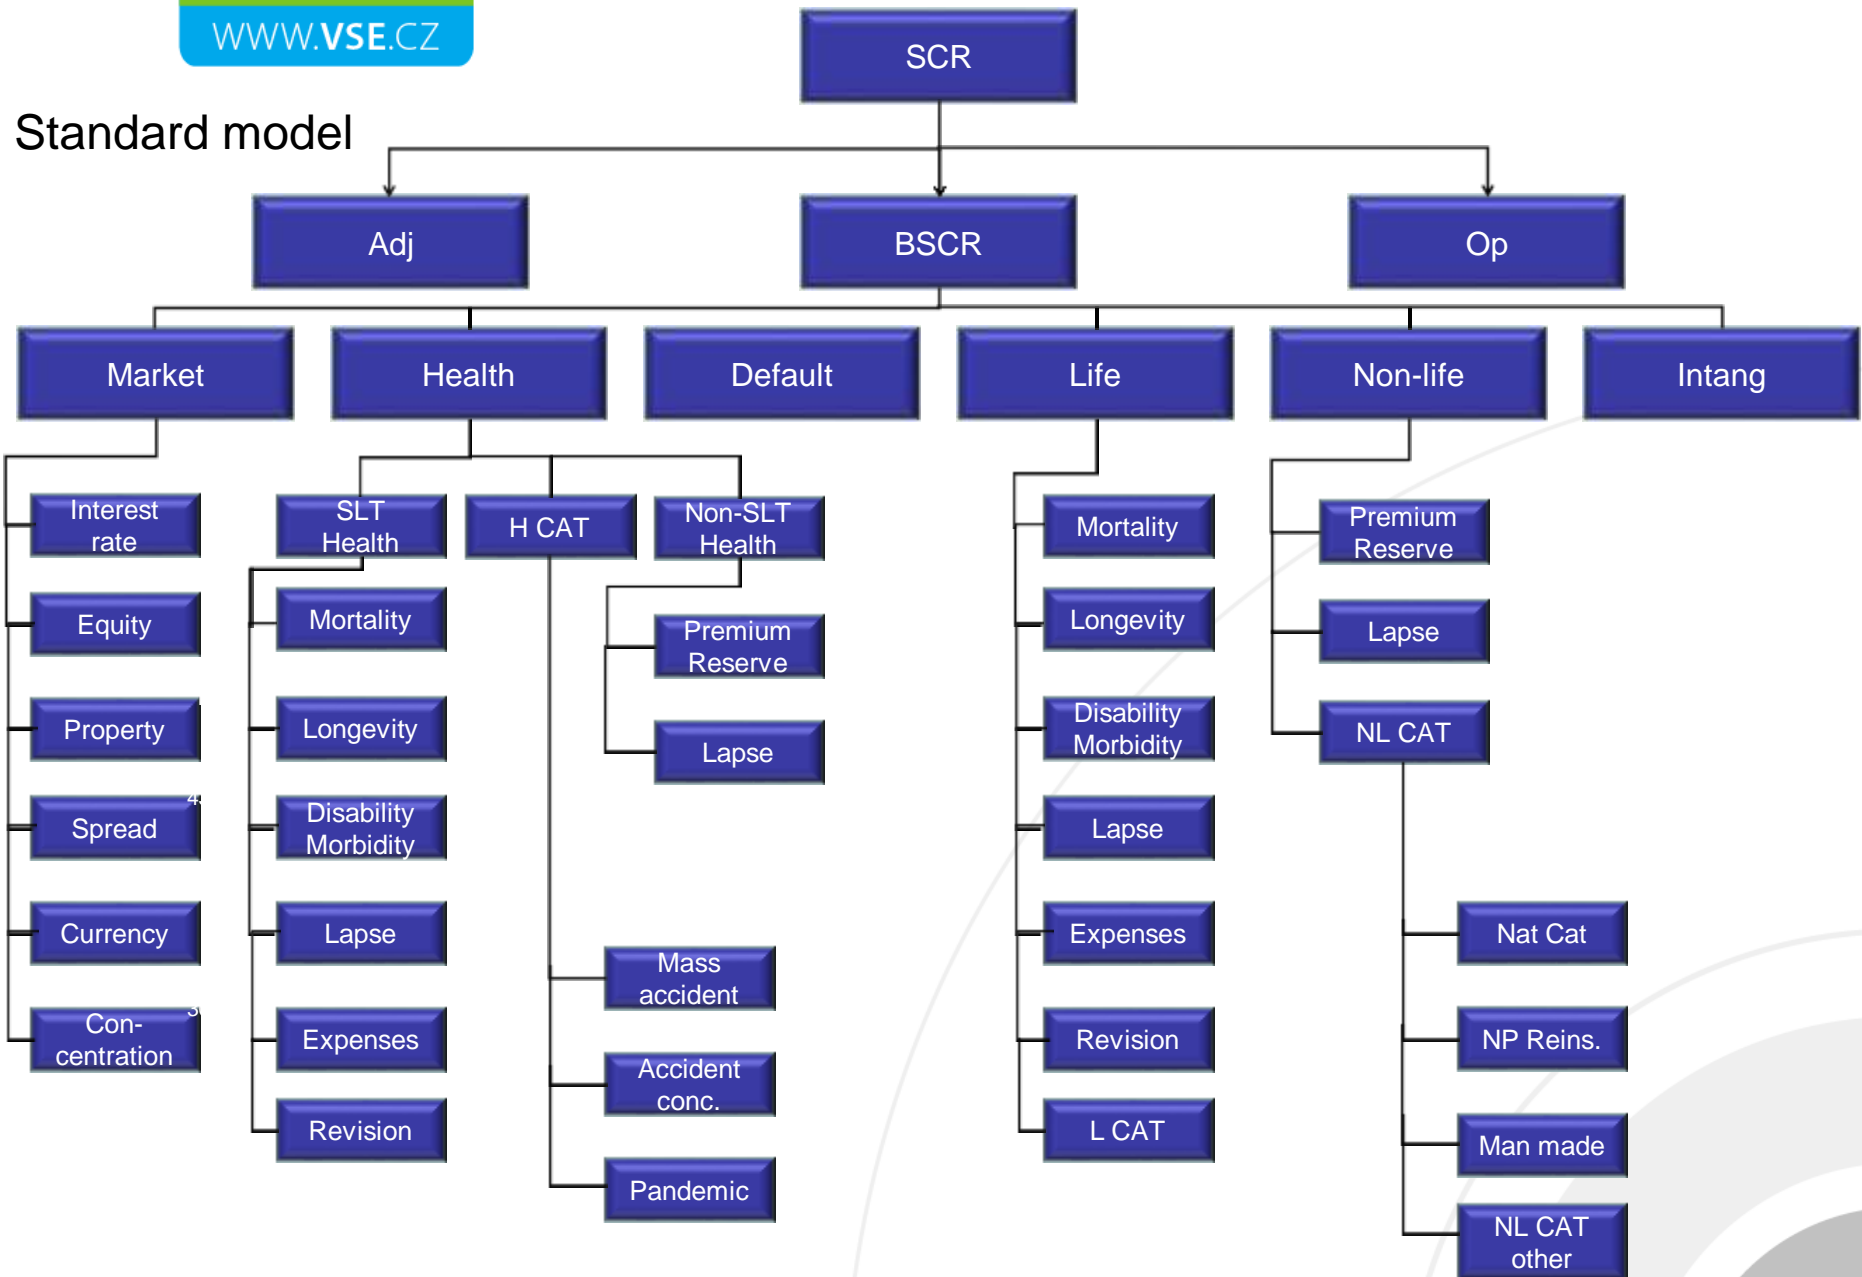 WWW.VSE.CZ
Standard model
SCR
Adj
BSCR
Op
Market
Health
Default
Life
Non-life
Intang
Interest
rate
Equity
Property
Spread
Currency
Con-
centration
SLT
Health
Mortality
Longevity
Disability
Morbidity
Lapse
Expenses
Revision
H CAT
Mass
accident
Accident
conc.
Pandemic
Non-SLT
Health
Premium
Reserve
Lapse
Mortality
Longevity
Disability
Morbidity
Lapse
Expenses
Revision
L CAT
Premium
Reserve
Lapse
NL CAT
Nat Cat
NP Reins.
Man made
NL CAT
other